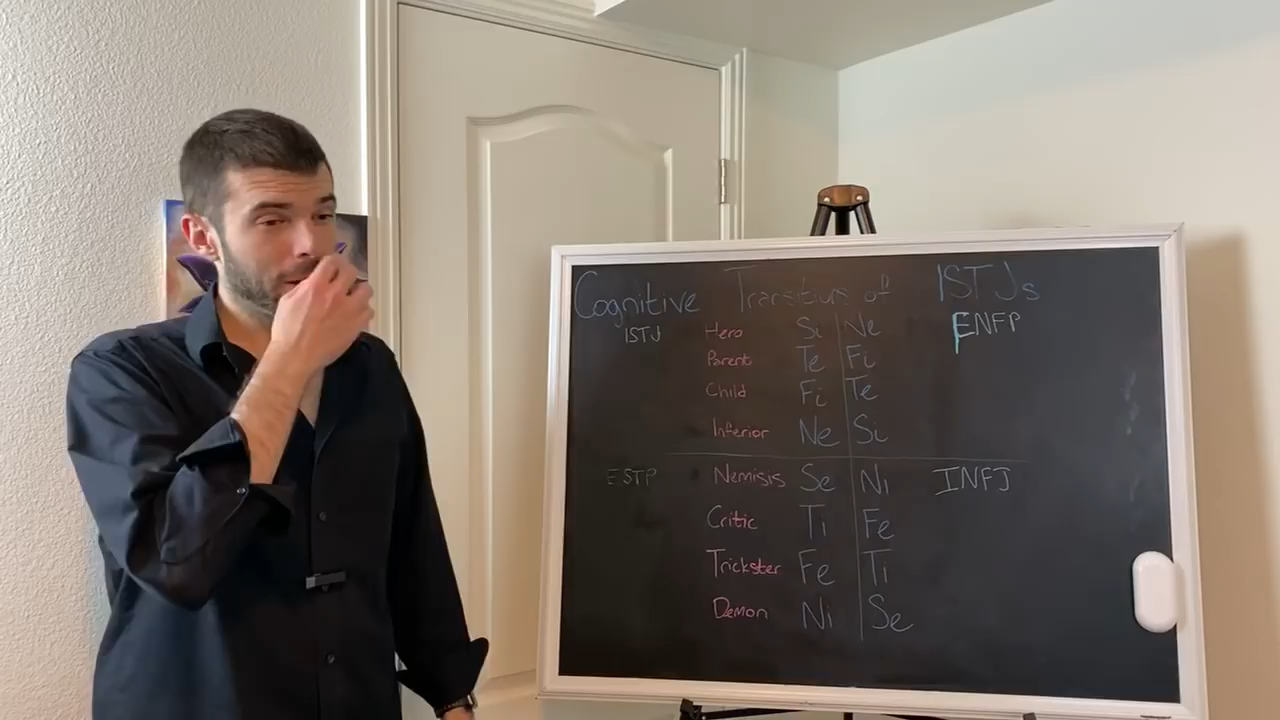 Cognitive Transitions of ISTJs
ISTJ Hero Si Ne ENFP
Parent Te Fi
Child Fi Te
Inferior Ne Si
ESTP Nemisis Se Ni INFJ
Critic Ti Fe
Trickster Fe Ti
Demon Ni Se